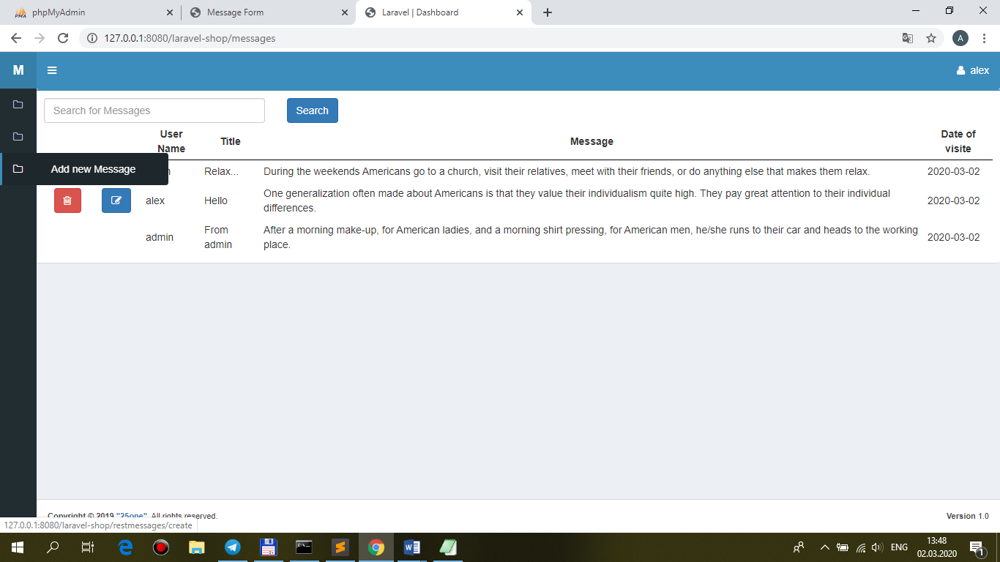 phpMyAdmin
Message Form
Laravel | Dashboard
127.0.0.1:8080/laravel-shop/messages
A
M
alex
Search for Messages
Search
User
Name
Title
Message
Date of
visite
Add new Message
Relax...
During the weekends Americans go to a church, visit their relatives, meet with their friends, or do anything else that makes them relax.
2020-03-02
alex
Hello
One generalization often made about Americans is that they value their individualism quite high. They pay great attention to their individual
differences.
2020-03-02
admin
From
admin
After a morning make-up, for American ladies, and a morning shirt pressing, for American men, he/she runs to their car and heads to the working
place.
2020-03-02
Copyright © 2019 "25one". All rights reserved.
Version 1.0
127.0.0.1:8080/laravel-shop/restmessages/create
ENG
13:48
02.03.2020
1